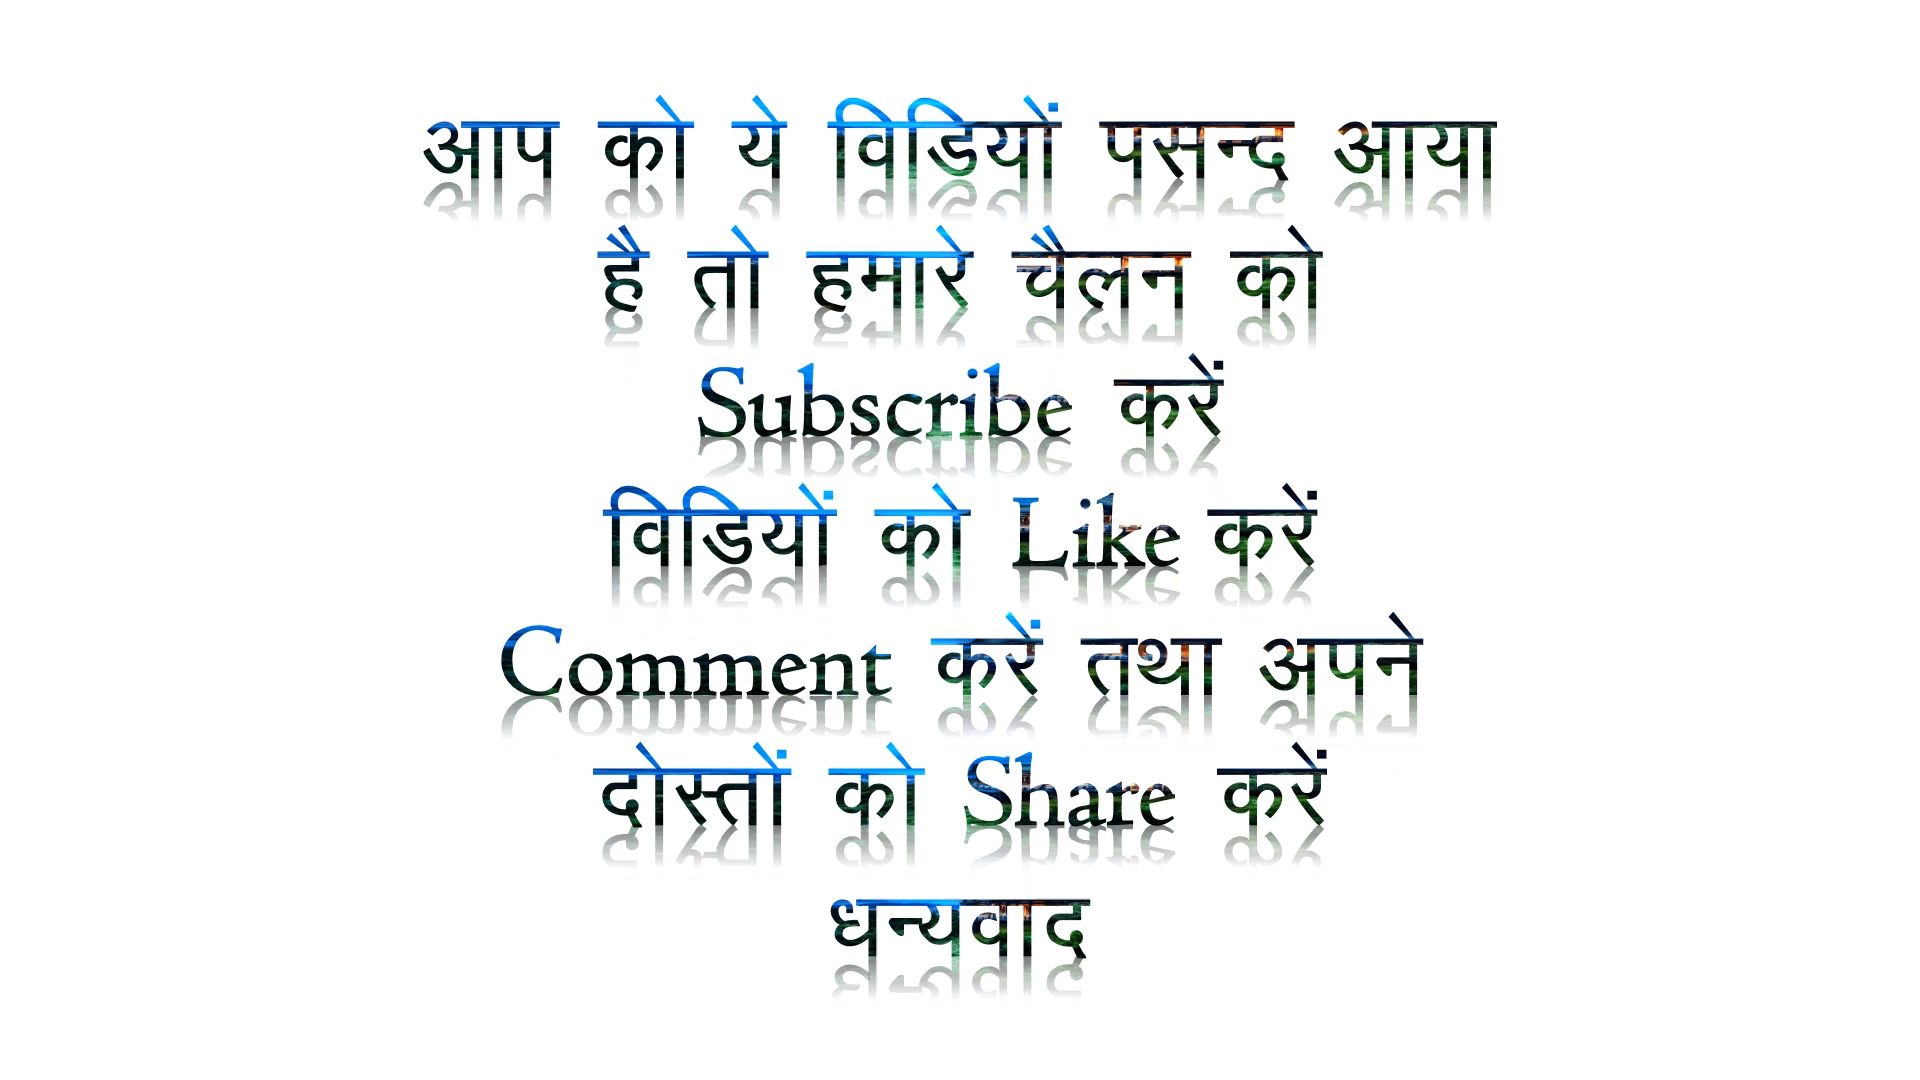 आप को ये विडियों पसन्द आया
है तो हमारे चैलन को
Subscribe करें
विडियों को Like करें
Comment करें तथा अपने
दोस्तों को Share करें
धन्यवाद